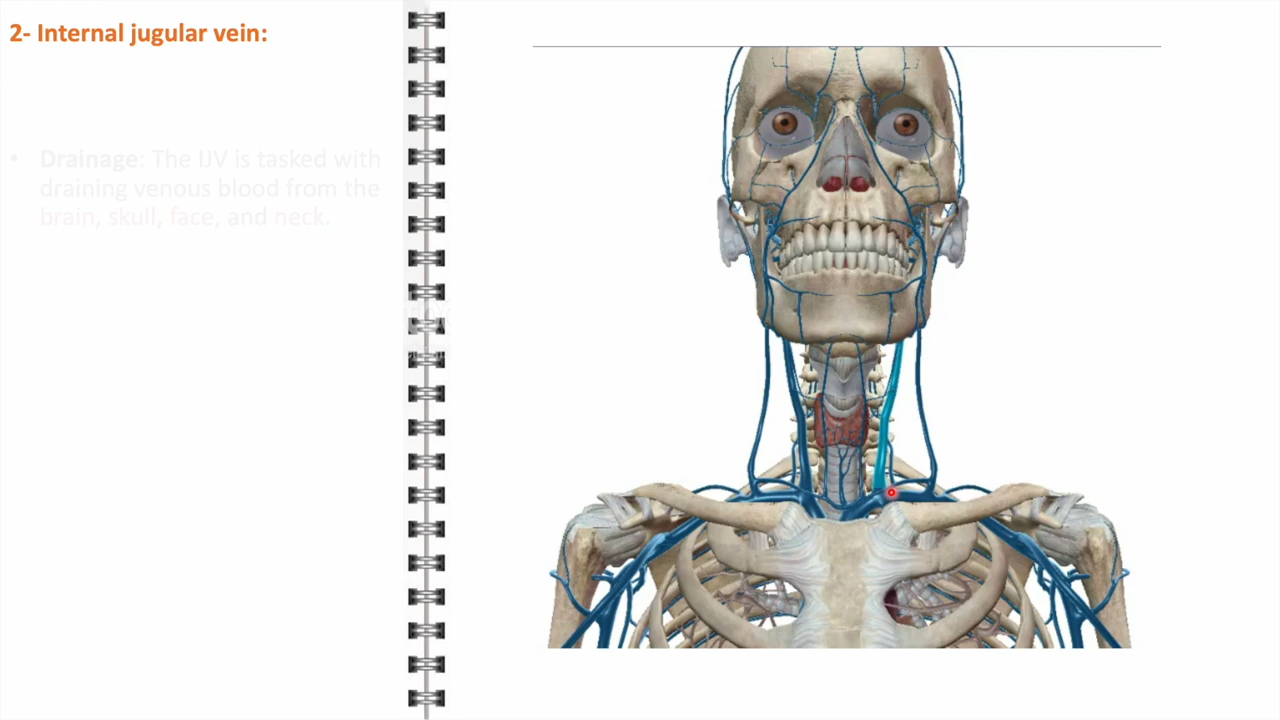 2- Internal jugular vein:
• Drainage: The IJV is tasked with
draining venous blood from the
brain, skull, face, and neck.